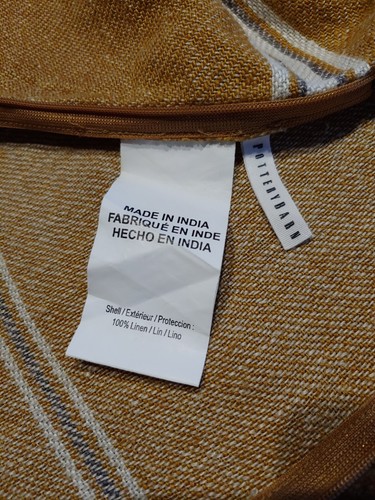 MADE IN INDIA
FABRIQUÉ EN INDE
HECHO EN INDIA
Shell / Extérieur / Proteccion :
100% Linen / Lin / Lino
POTTERYBARN